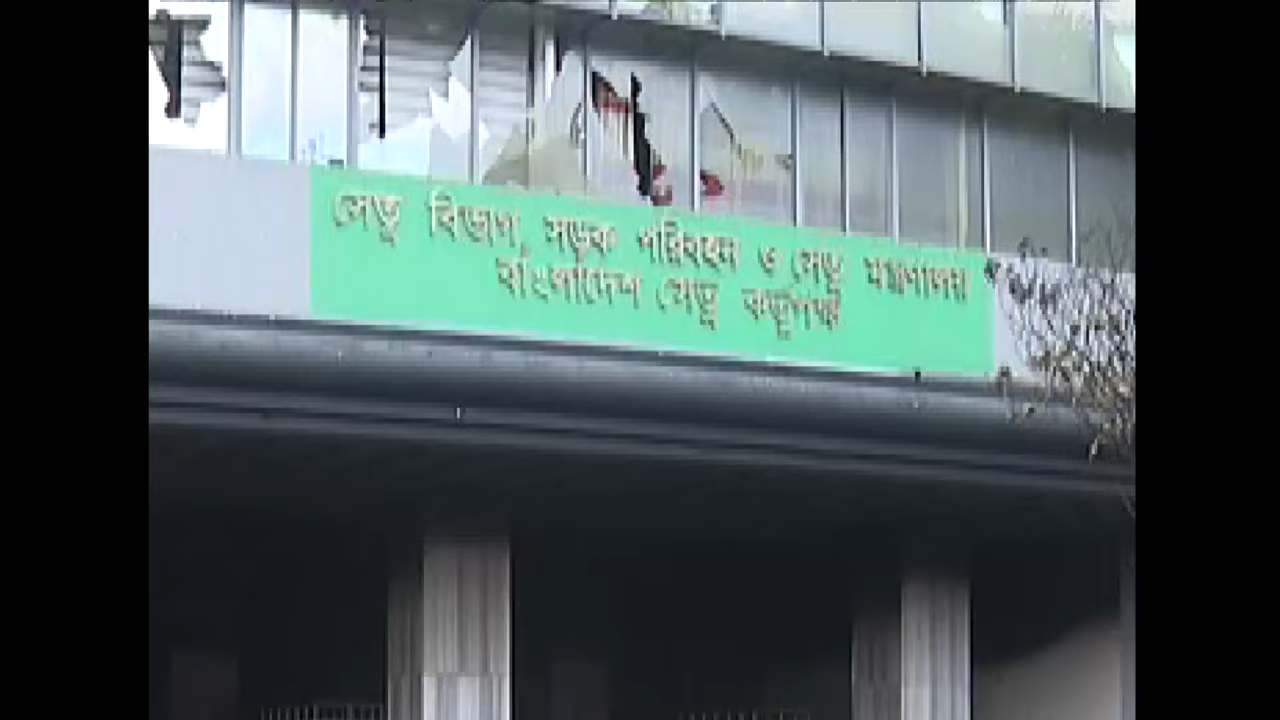 সেতু বিভাগ, সড়ক পরিবহন ও সেতু মন্ত্রণালয়
বাংলাদেশ সেতু কর্তৃপক্ষ